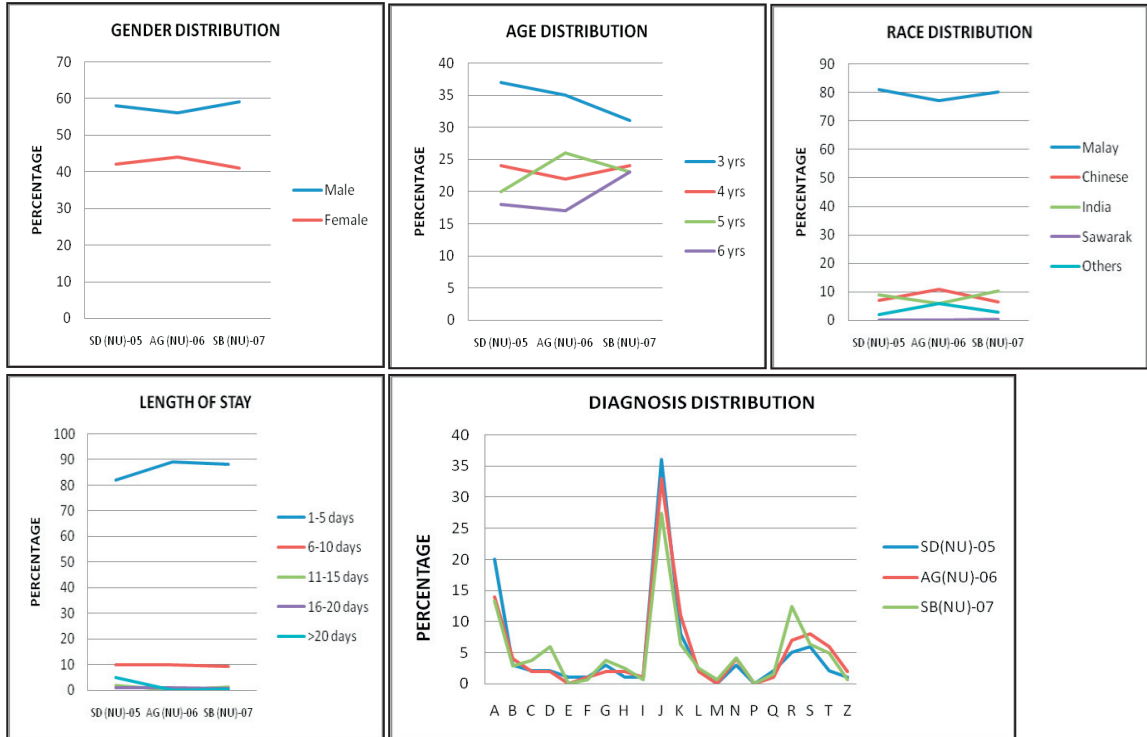 GENDER DISTRIBUTION
PERCENTAGE
70
60
50
40
30
20
10
0
SD (NU)-05 AG (NU)-06 SB (NU)-07
Male
Female
AGE DISTRIBUTION
PERCENTAGE
40
35
30
25
20
15
10
5
0
SD (NU)-05 AG (NU)-06 SB (NU)-07
3 yrs
4 yrs
5 yrs
6 yrs
RACE DISTRIBUTION
PERCENTAGE
90
80
70
60
50
40
30
20
10
0
SD (NU)-05 AG (NU)-06 SB (NU)-07
Malay
Chinese
India
Sawarak
Others
LENGTH OF STAY
PERCENTAGE
100
90
80
70
60
50
40
30
20
10
0
SD (NU)-05 AG (NU)-06 SB (NU)-07
1-5 days
6-10 days
11-15 days
16-20 days
>20 days
DIAGNOSIS DISTRIBUTION
PERCENTAGE
40
35
30
25
20
15
10
5
0
A B C D E F G H I J K L M N P Q R S T Z
SD(NU)-05
AG(NU)-06
SB(NU)-07